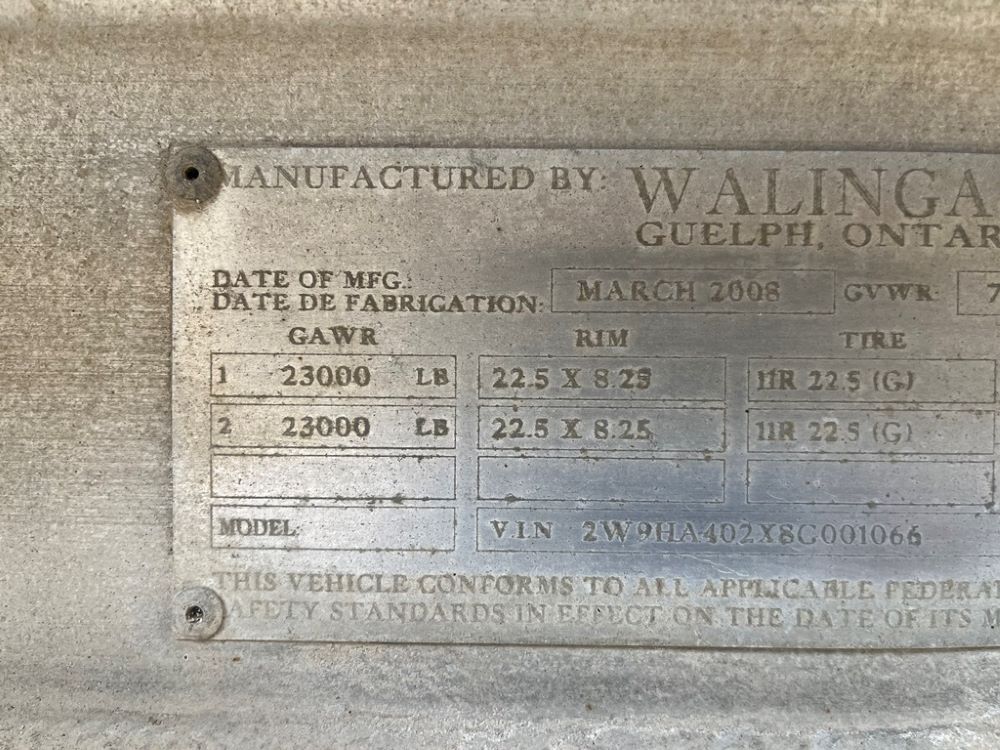 MANUFACTURED BY: WALINGA
GUELPH, ONTAR
DATE OF MFG.:
DATE DE FABRICATION: MARCH 2008 GVWR: 7
GAWR RIM TIRE
1 23000 LB 22.5 X 8.25 11R 22.5 (G)
2 23000 LB 22.5 X 8.25 11R 22.5 (G)
MODEL: V.I.N 2W9HA402X8G001066
THIS VEHICLE CONFORMS TO ALL APPLICABLE FEDERA
SAFETY STANDARDS IN EFFECT ON THE DATE OF ITS M